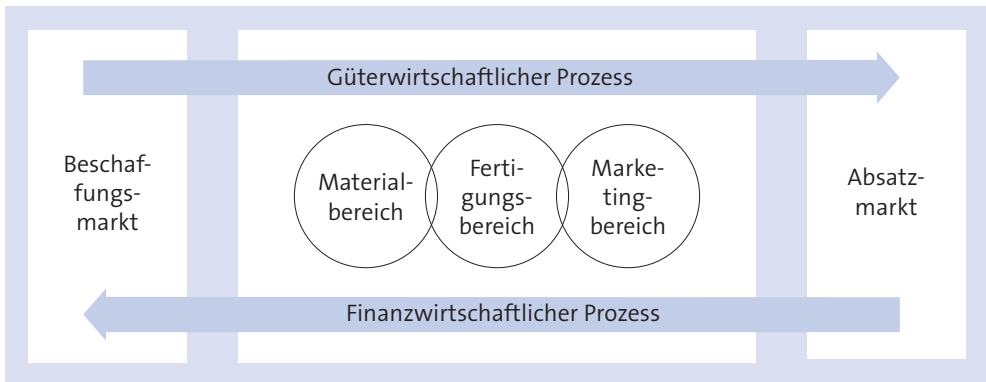 Güterwirtschaftlicher Prozess
Beschaf-
fungs-
markt
Material-
bereich
Ferti-
gungs-
bereich
Marke-
ting-
bereich
Absatz-
markt
Finanzwirtschaftlicher Prozess